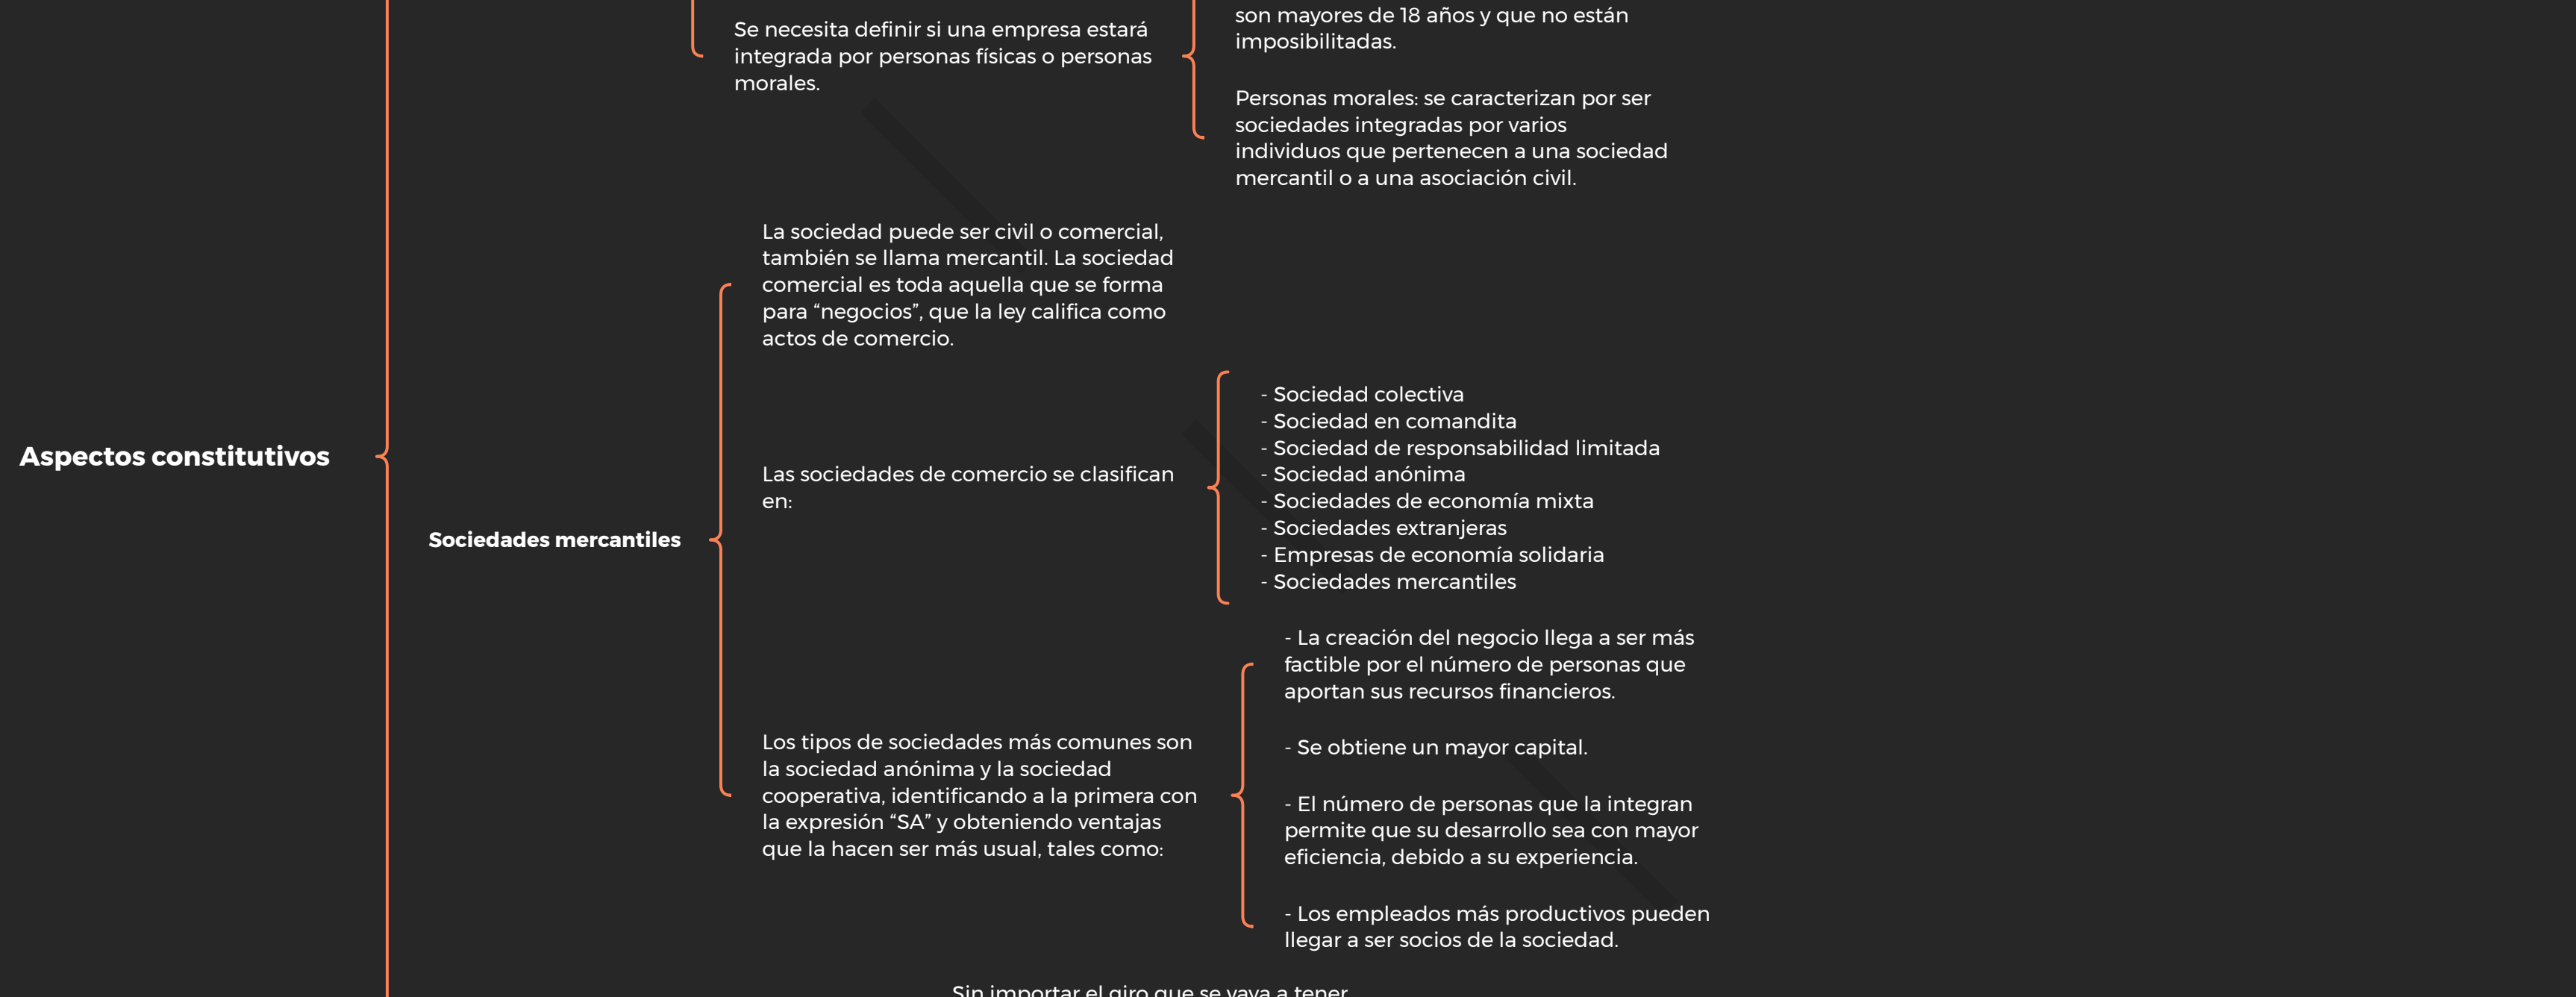 son mayores de 18 años y que no están
imposibilitadas.
Se necesita definir si una empresa estará
integrada por personas físicas o personas
morales.
Personas morales: se caracterizan por ser
sociedades integradas por varios
individuos que pertenecen a una sociedad
mercantil o a una asociación civil.
Aspectos constitutivos
Sociedades mercantiles
La sociedad puede ser civil o comercial,
también se llama mercantil. La sociedad
comercial es toda aquella que se forma
para “negocios”, que la ley califica como
actos de comercio.
Las sociedades de comercio se clasifican
en:
- Sociedad colectiva
- Sociedad en comandita
- Sociedad de responsabilidad limitada
- Sociedad anónima
- Sociedades de economía mixta
- Sociedades extranjeras
- Empresas de economía solidaria
- Sociedades mercantiles
Los tipos de sociedades más comunes son
la sociedad anónima y la sociedad
cooperativa, identificando a la primera con
la expresión “SA” y obteniendo ventajas
que la hacen ser más usual, tales como:
- La creación del negocio llega a ser más
factible por el número de personas que
aportan sus recursos financieros.
- Se obtiene un mayor capital.
- El número de personas que la integran
permite que su desarrollo sea con mayor
eficiencia, debido a su experiencia.
- Los empleados más productivos pueden
llegar a ser socios de la sociedad.
Sin importar el giro que se vaya a tener